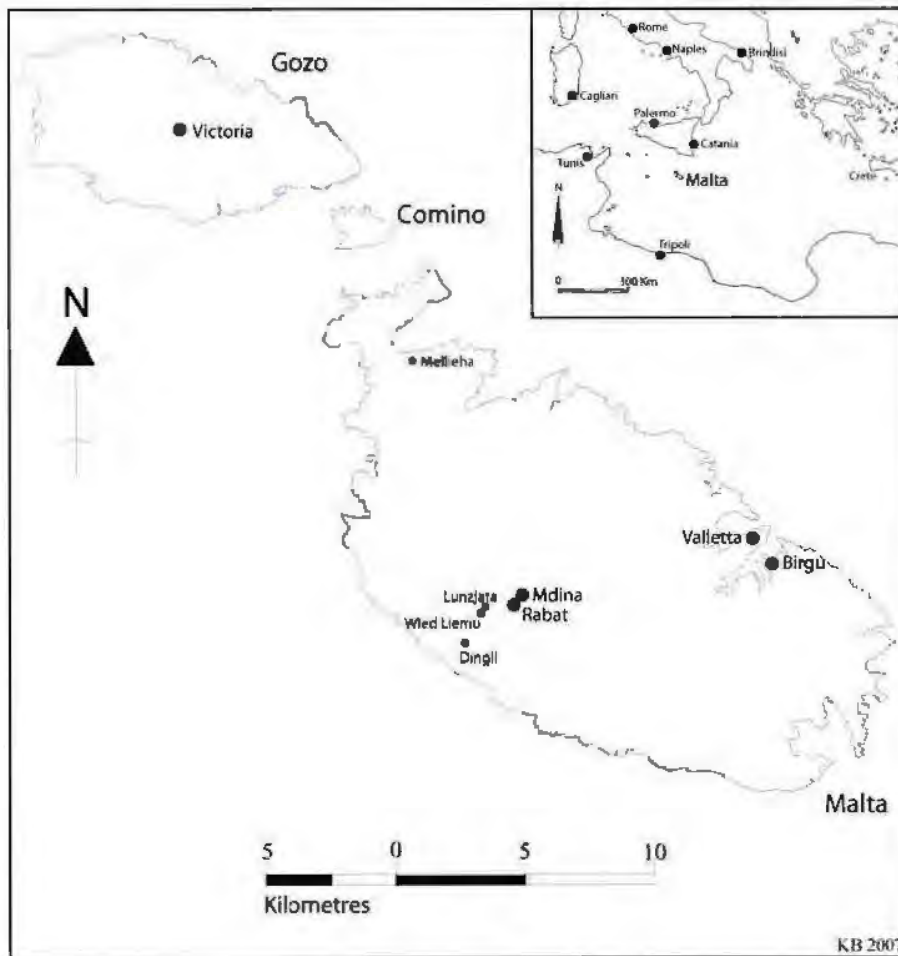 Gozo
Victoria
Comino
N
Mellieha
Valletta
Birgu
Lunzjata
Mdina
Rabat
Wied Liemu
Dingli
Malta
5 0 5 10
Kilometres
KB 2007
Rome
Naples
Brindisi
Cagliari
Palermo
Catania
Tunis
Malta
Crete
N
Tripoli
0 300 Km